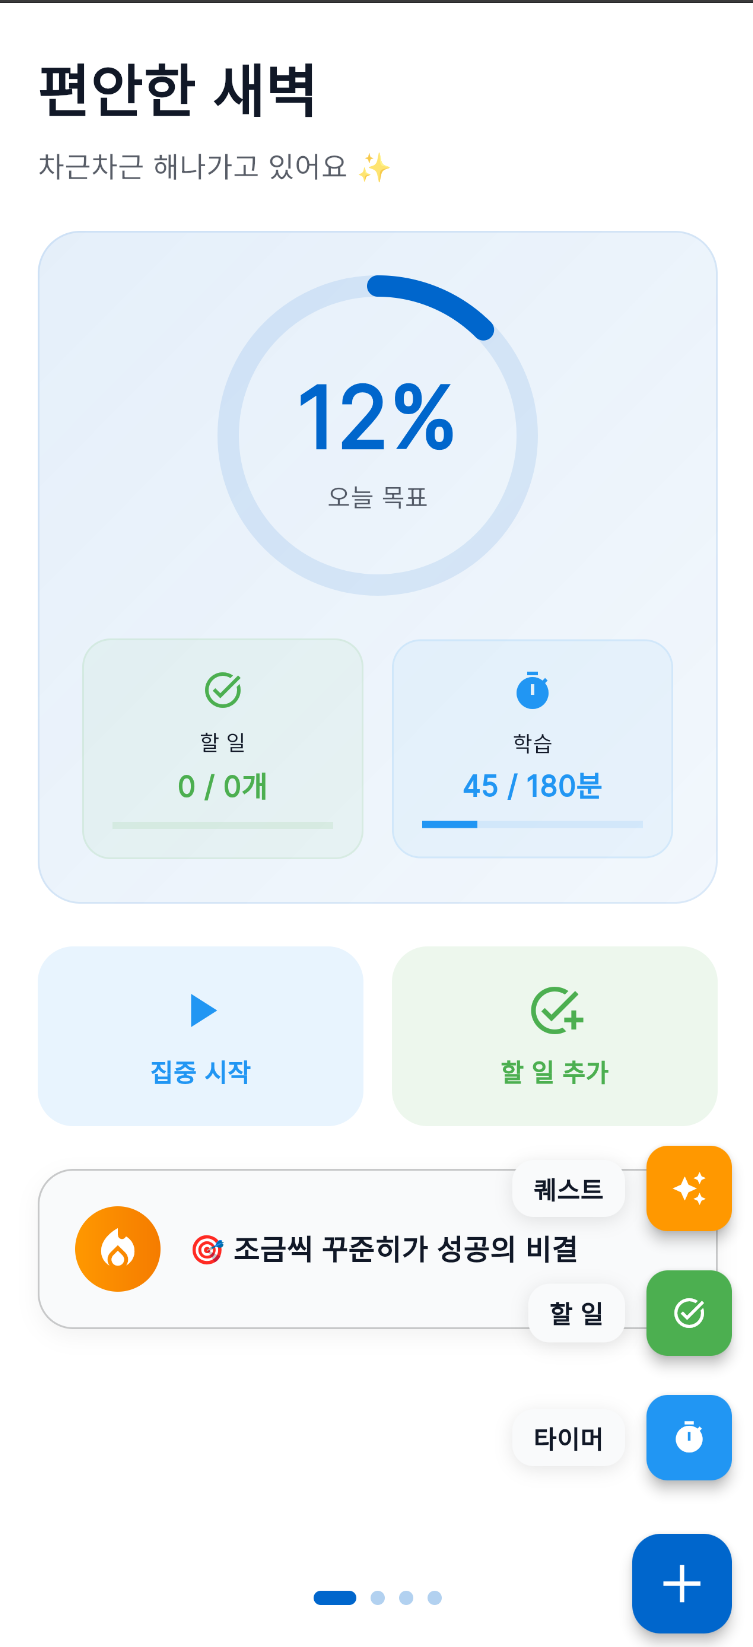 편안한 새벽
차근차근 해나가고 있어요 ✨
12%
오늘 목표
할 일
0 / 0개
학습
45 / 180분
집중 시작
할 일 추가
퀘스트
🎯 조금씩 꾸준히가 성공의 비결
할 일
타이머